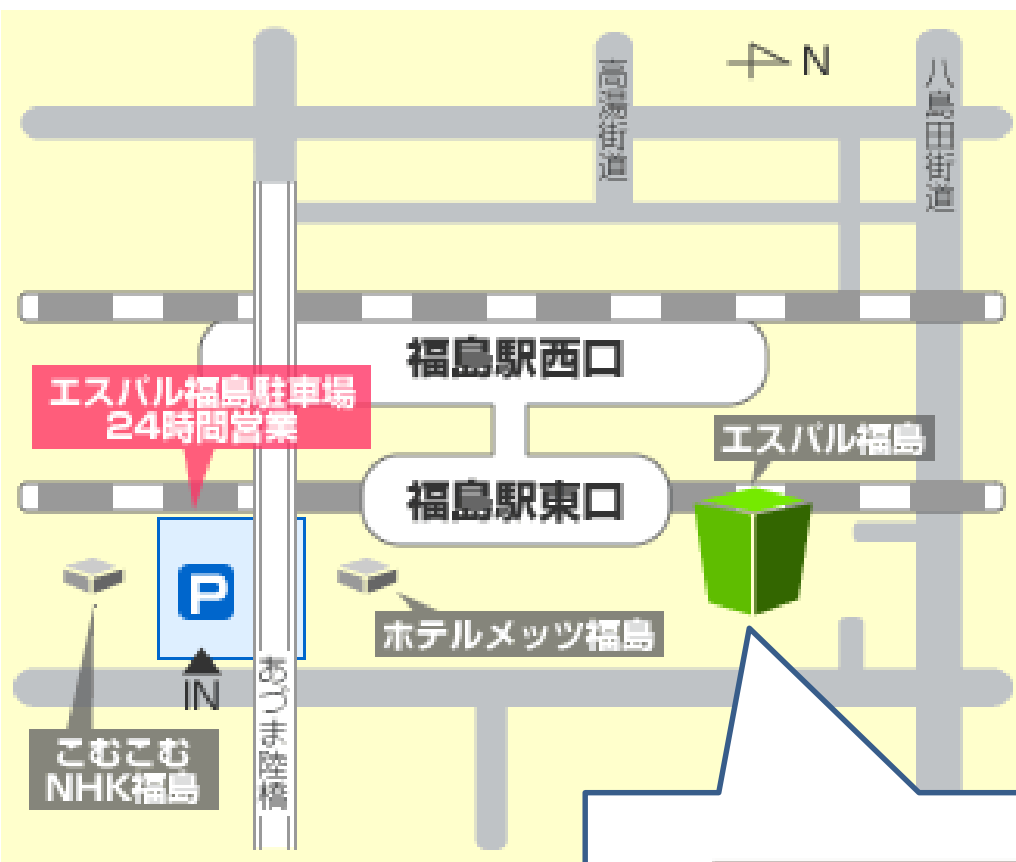 N
高湯街道
八島田街道
福島駅西口
エスパル福島駐車場
24時間営業
エスパル福島
福島駅東口
P
ホテルメッツ福島
IN
あづま陸橋
こむこむ
NHK福島